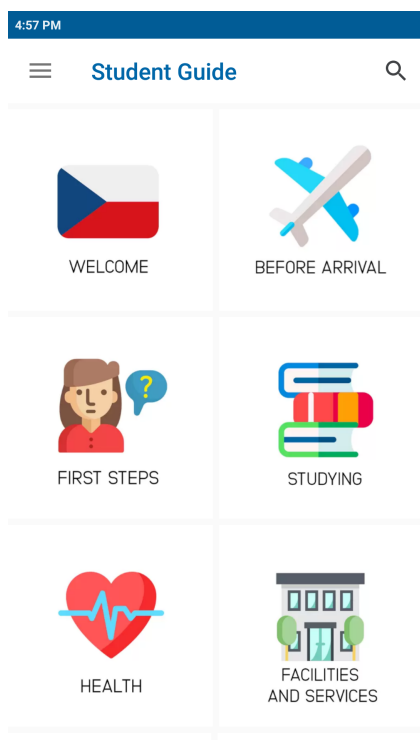 4:57 PM
Student Guide
WELCOME
BEFORE ARRIVAL
?
FIRST STEPS
STUDYING
HEALTH
FACILITIES
AND SERVICES